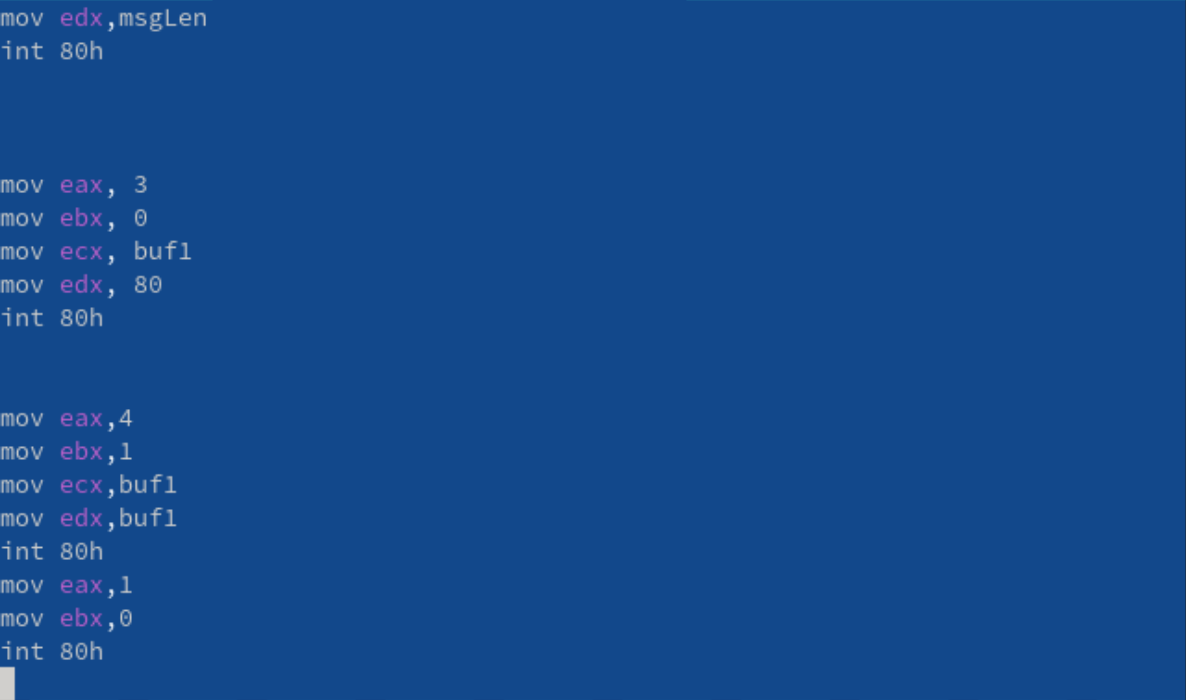 mov edx,msgLen
int 80h
mov eax, 3
mov ebx, 0
mov ecx, buf1
mov edx, 80
int 80h
mov eax,4
mov ebx,1
mov ecx,buf1
mov edx,buf1
int 80h
mov eax,1
mov ebx,0
int 80h